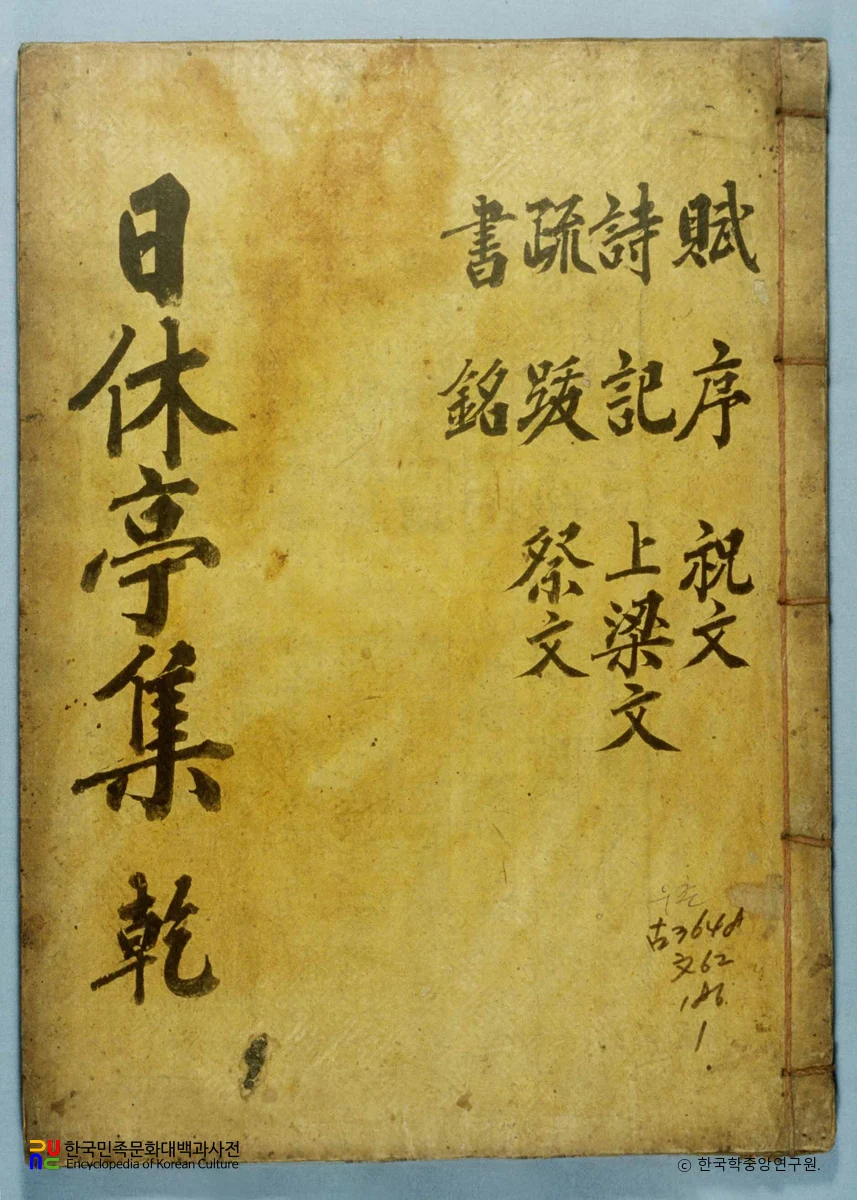 賦 詩 疏 書
序 記 跋 銘
祝文 上梁文 祭文
日休亭集 乾
古3648
文62
186
1
한국민족문화대백과사전
Encyclopedia of Korean Culture
© 한국학중앙연구원.